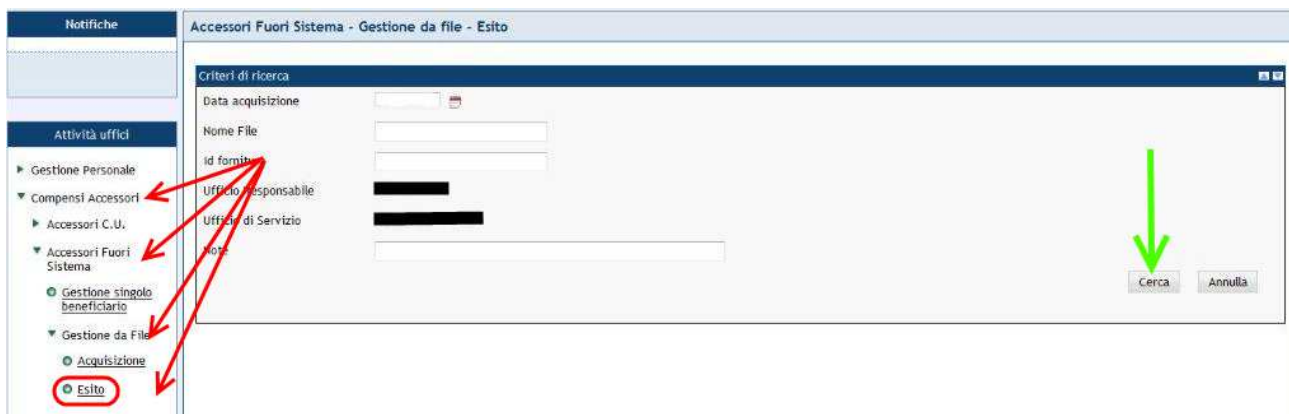 Notifiche
Accessori Fuori Sistema - Gestione da file - Esito
Criteri di ricerca
Data acquisizione
Nome File
Id
Ufficio Responsabile
Ufficio di Servizio
Note
Cerca
Annulla
Attività uffici
Gestione Personale
Compensi Accessori
Accessori C.U.
Accessori Fuori
Sistema
Gestione singolo
beneficiario
Gestione da File
Acquisizione
Esito